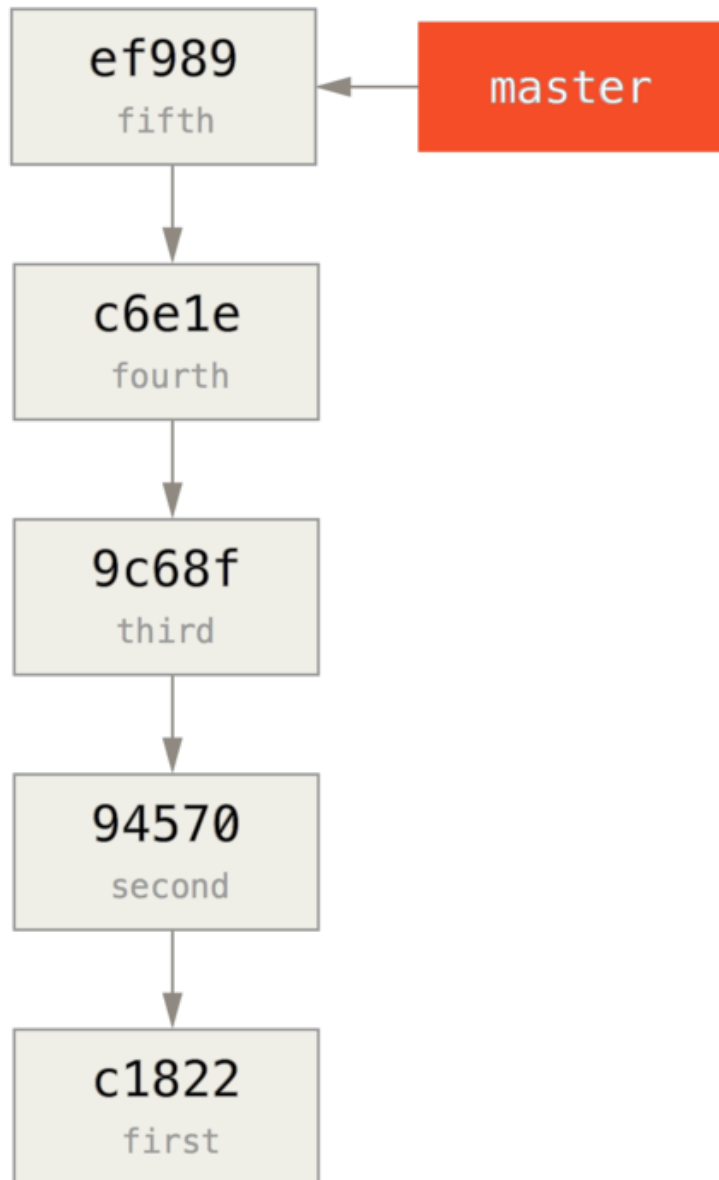 ef989
fifth
master
c6e1e
fourth
9c68f
third
94570
second
c1822
first